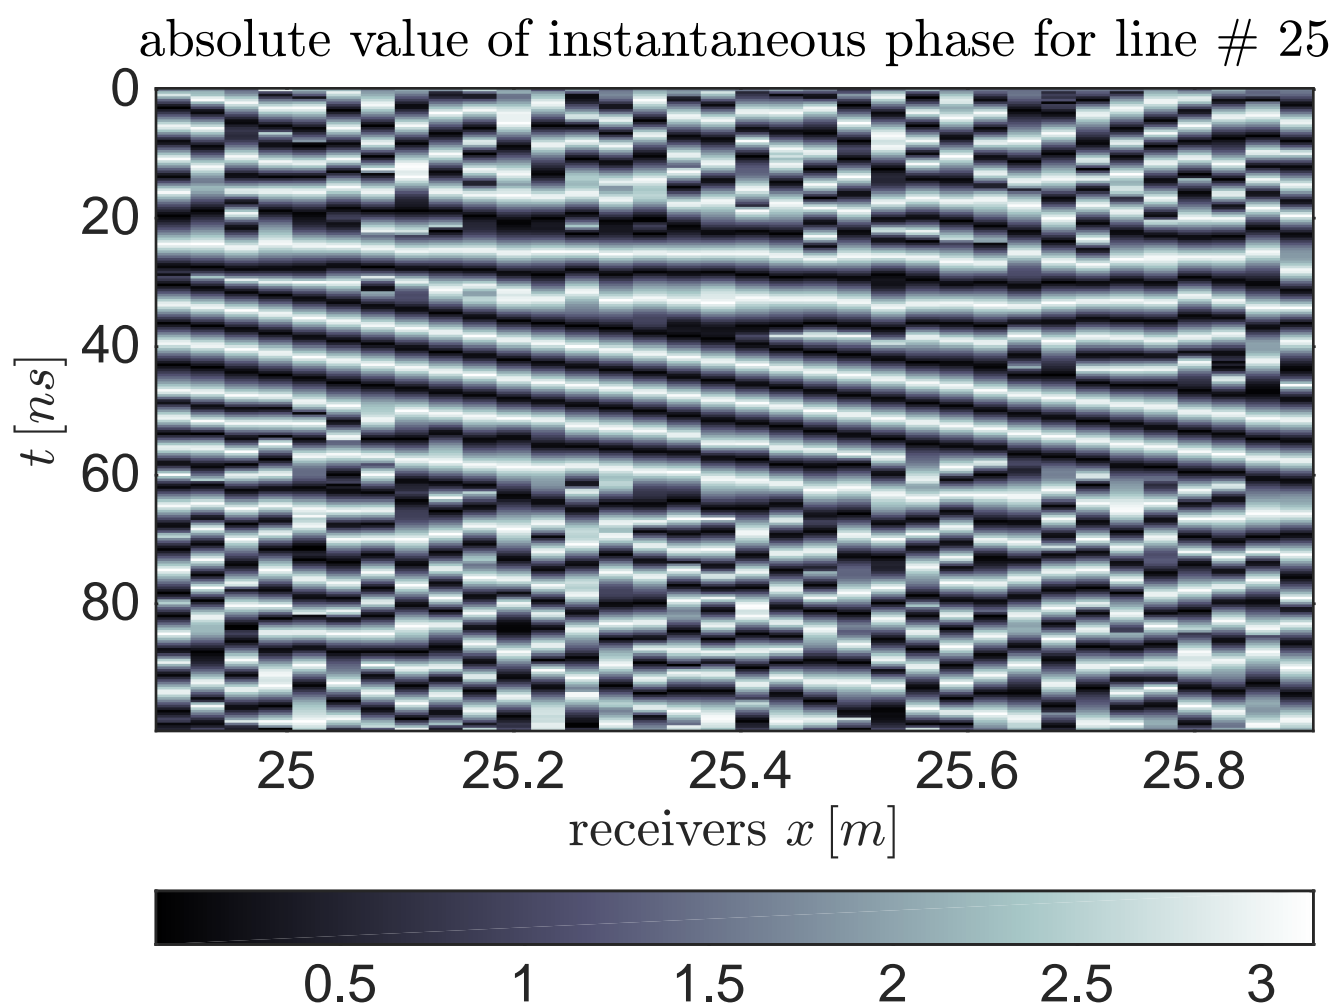 absolute value of instantaneous phase for line # 25
0
20
40
60
80
t [ns]
25 25.2 25.4 25.6 25.8
receivers x [m]
0.5 1 1.5 2 2.5 3